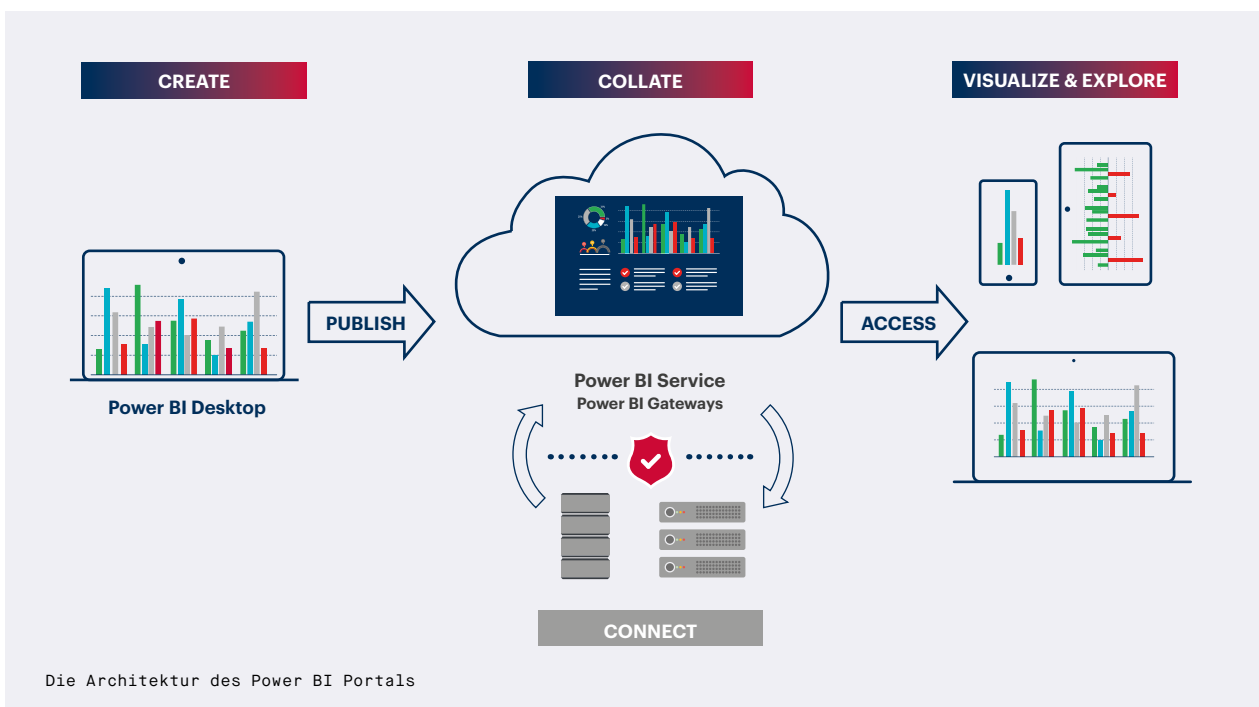 CREATE
COLLATE
VISUALIZE & EXPLORE
PUBLISH
ACCESS
Power BI Desktop
Power BI Service
Power BI Gateways
CONNECT
Die Architektur des Power BI Portals